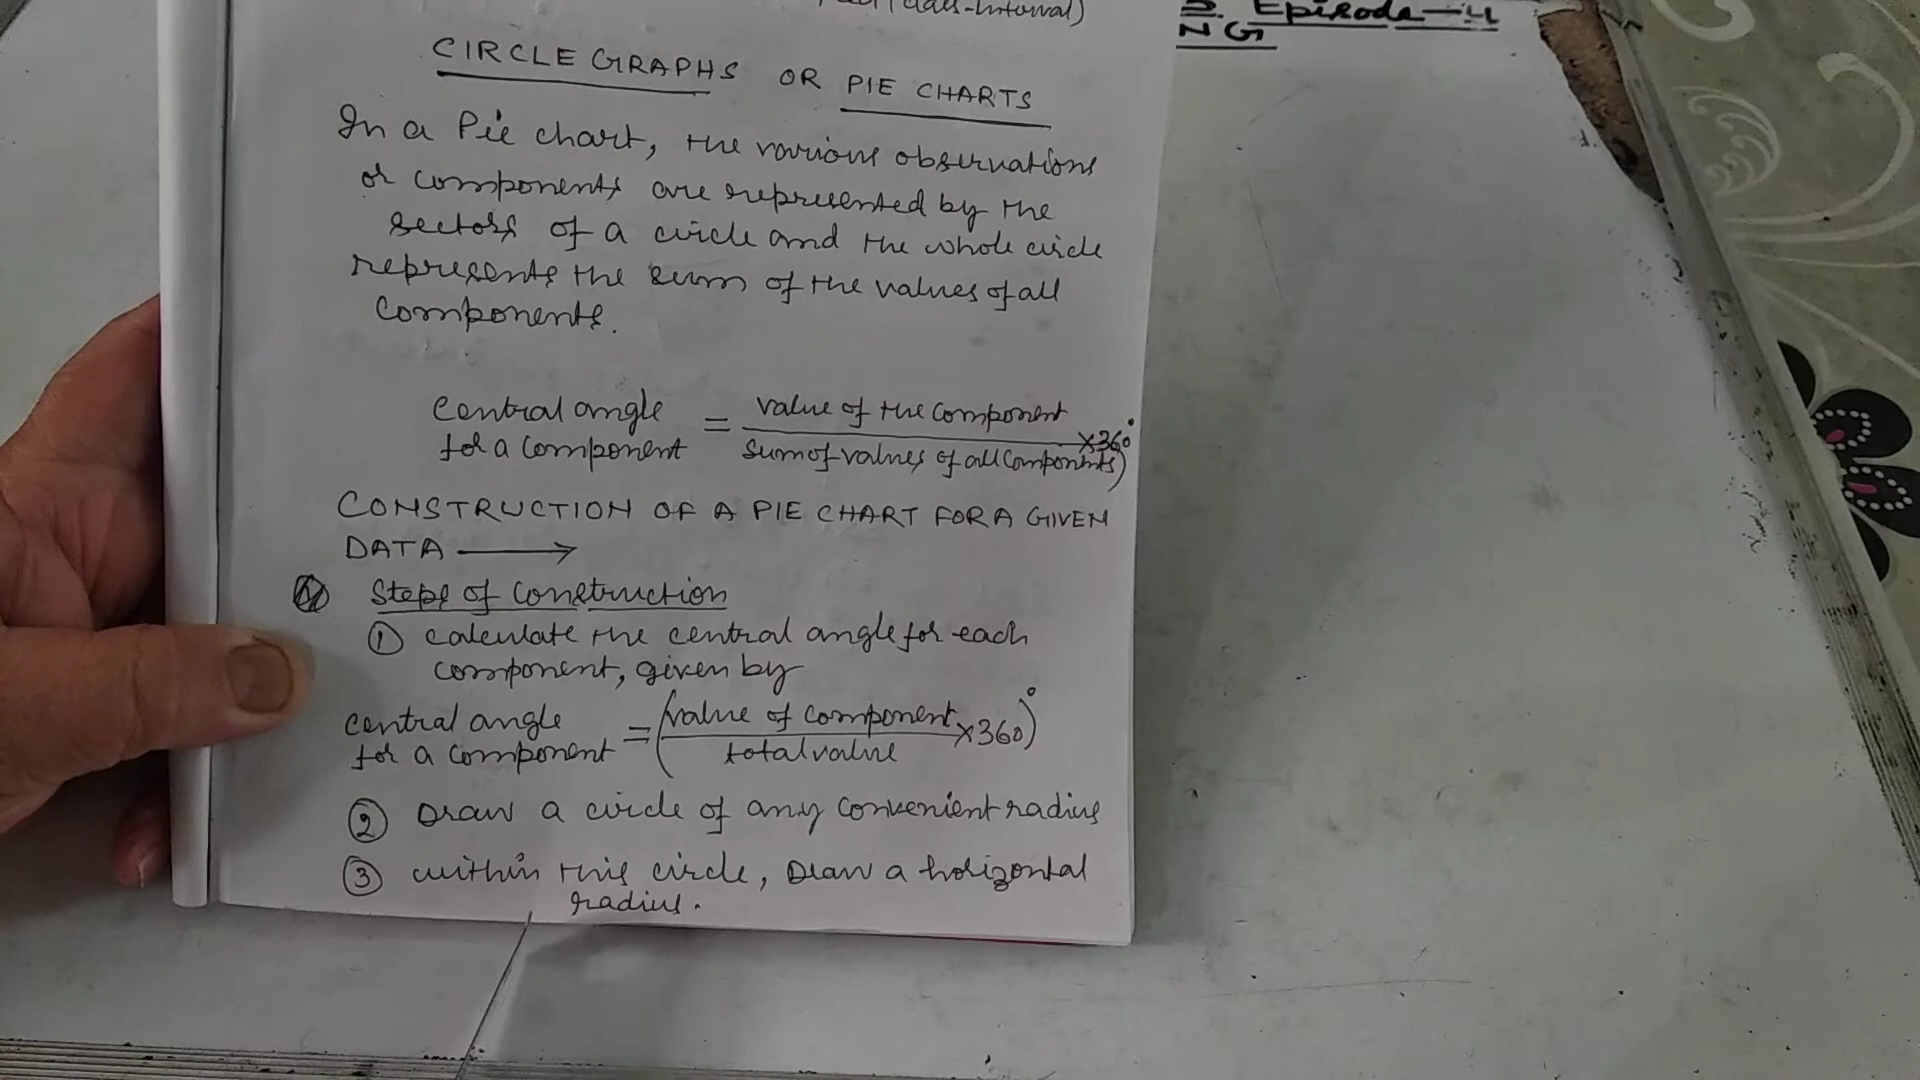 (class-Interval)
Episode-4
NG
CIRCLE GRAPHS OR PIE CHARTS
In a Pie chart, the various observations
or components are represented by the
sectors of a circle and the whole circle
represents the sum of the values of all
components.
Central angle for a component = (value of the component / sum of values of all components) × 360°
CONSTRUCTION OF A PIE CHART FOR A GIVEN
DATA →
Steps of construction
① calculate the central angle for each
component, given by
central angle for a component = (value of component / total value × 360)°
② Draw a circle of any convenient radius
③ within this circle, Draw a horizontal
radius.